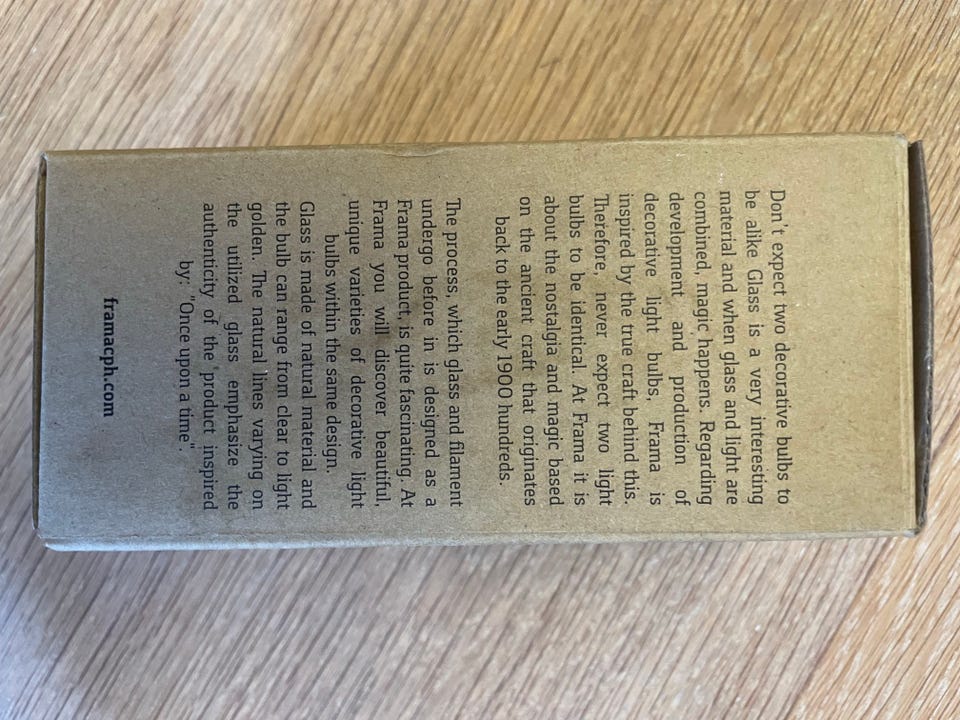 Don't expect two decorative bulbs to
be alike Glass is a very interesting
material and when glass and light are
combined, magic happens. Regarding
development and production of
decorative light bulbs, Frama is
inspired by the true craft behind this.
Therefore, never expect two light
bulbs to be identical. At Frama it is
about the nostalgia and magic based
on the ancient craft that originates
back to the early 1900 hundreds.
The process, which glass and filament
undergo before in is designed as a
Frama product, is quite fascinating. At
Frama you will discover beautiful,
unique varieties of decorative light
bulbs within the same design.
Glass is made of natural material and
the bulb can range from clear to light
golden. The natural lines varying on
the utilized glass emphasize the
authenticity of the product inspired
by: "Once upon a time".
framacph.com